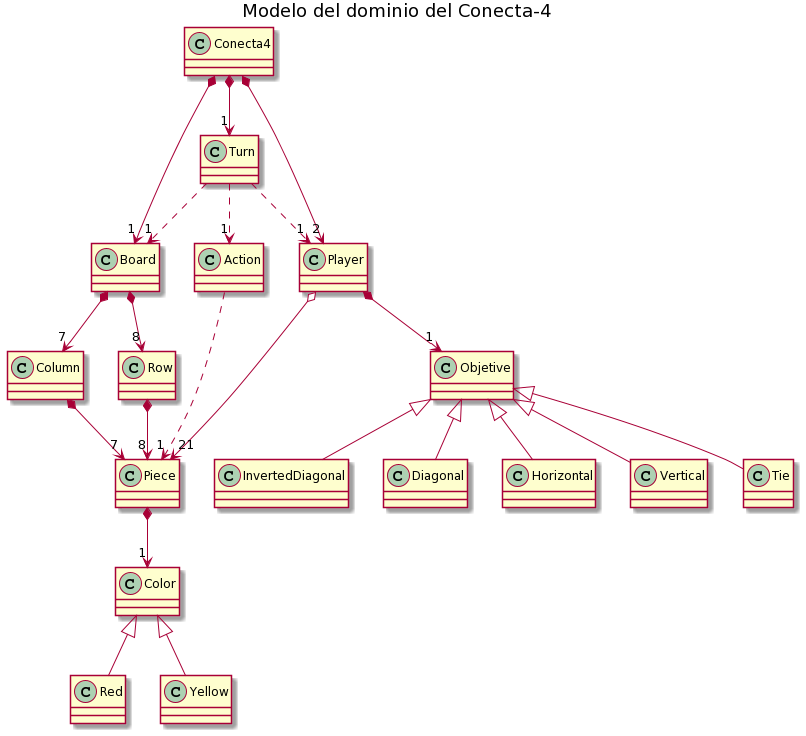 Modelo del dominio del Conecta-4
C Conecta4
1
C Turn
1 1 1 1 2
C Board C Action C Player
7 8 1
C Column C Row C Objetive
7 8 1 21
C Piece C InvertedDiagonal C Diagonal C Horizontal C Vertical C Tie
1
C Color
C Red C Yellow